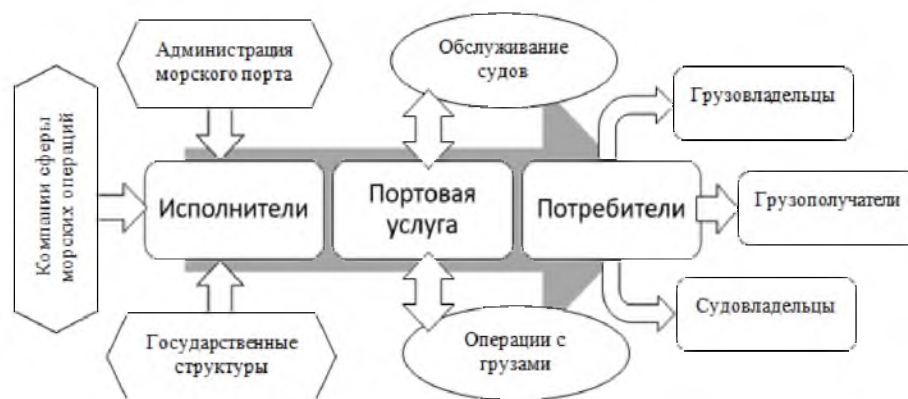 Администрация
морского порта
Обслуживание
судов
Грузовладельцы
Компании сферы
морских операций
Исполнители
Портовая
услуга
Потребители
Грузополучатели
Государственные
структуры
Операции с
грузами
Судовладельцы